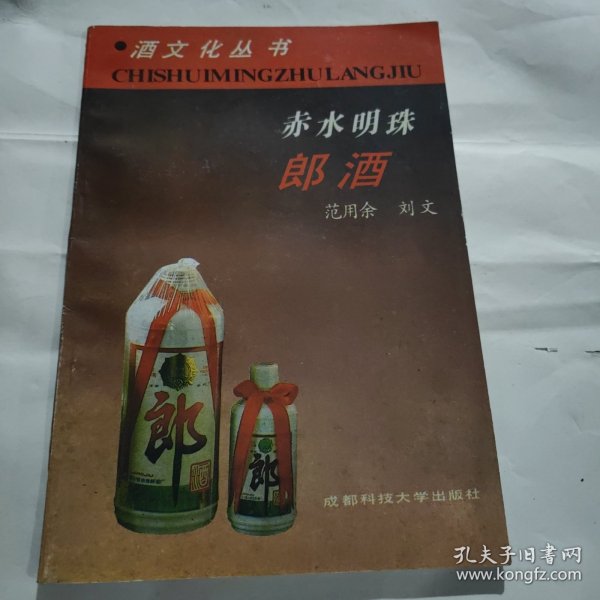 •酒文化丛书
CHISHUIMINGZHULANGJIU
赤水明珠
郎酒
范用余 刘文
郎
酒
郎
成都科技大学出版社
孔夫子旧书网
www.kongfz.com